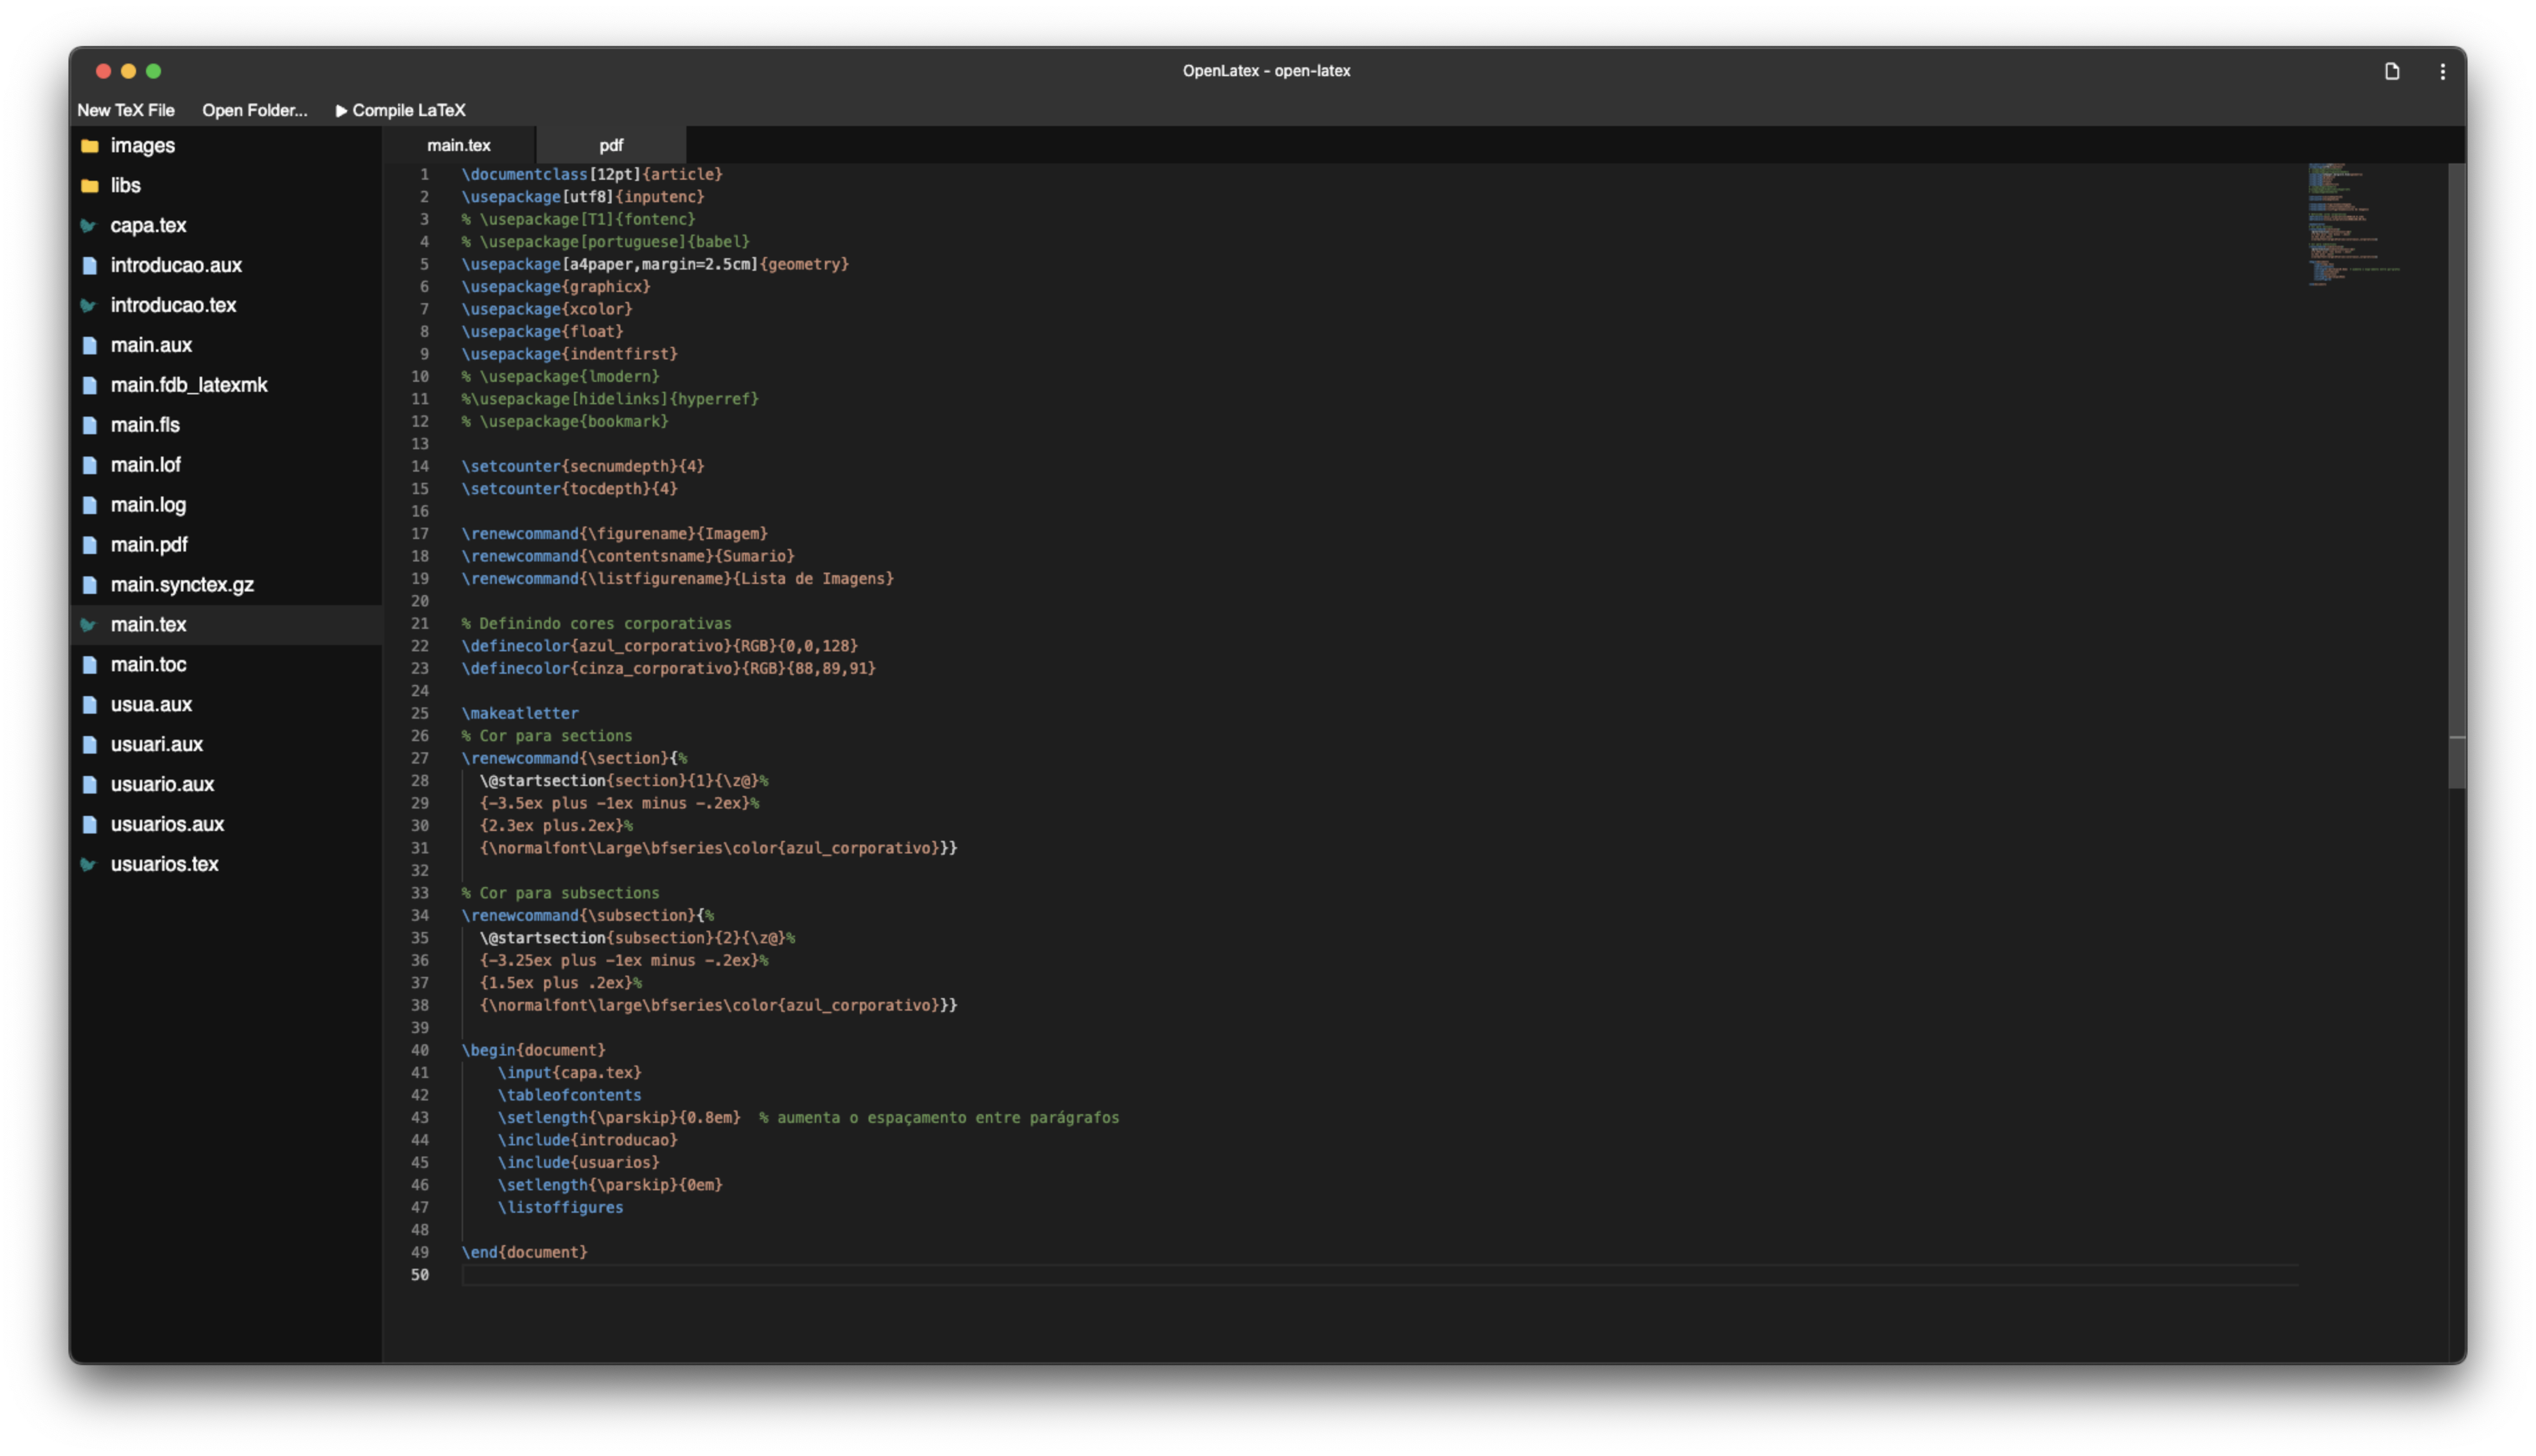 OpenLatex - open-latex
New TeX File Open Folder... Compile LaTeX
images
libs
capa.tex
introducao.aux
introducao.tex
main.aux
main.fdb_latexmk
main.fls
main.lof
main.log
main.pdf
main.synctex.gz
main.tex
main.toc
usua.aux
usuari.aux
usuario.aux
usuarios.aux
usuarios.tex
main.tex pdf
1 \documentclass[12pt]{article}
2 \usepackage[utf8]{inputenc}
3 % \usepackage[T1]{fontenc}
4 % \usepackage[portuguese]{babel}
5 \usepackage[a4paper,margin=2.5cm]{geometry}
6 \usepackage{graphicx}
7 \usepackage{xcolor}
8 \usepackage{float}
9 \usepackage{indentfirst}
10 % \usepackage{lmodern}
11 %\usepackage[hidelinks]{hyperref}
12 % \usepackage{bookmark}
13
14 \setcounter{secnumdepth}{4}
15 \setcounter{tocdepth}{4}
16
17 \renewcommand{\figurename}{Imagem}
18 \renewcommand{\contentsname}{Sumario}
19 \renewcommand{\listfigurename}{Lista de Imagens}
20
21 % Definindo cores corporativas
22 \definecolor{azul_corporativo}{RGB}{0,0,128}
23 \definecolor{cinza_corporativo}{RGB}{88,89,91}
24
25 \makeatletter
26 % Cor para sections
27 \renewcommand{\section}{%
28 \@startsection{section}{1}{\z@}%
29 {-3.5ex plus -1ex minus -.2ex}%
30 {2.3ex plus.2ex}%
31 {\normalfont\Large\bfseries\color{azul_corporativo}}}
32
33 % Cor para subsections
34 \renewcommand{\subsection}{%
35 \@startsection{subsection}{2}{\z@}%
36 {-3.25ex plus -1ex minus -.2ex}%
37 {1.5ex plus .2ex}%
38 {\normalfont\large\bfseries\color{azul_corporativo}}}
39
40 \begin{document}
41 \input{capa.tex}
42 \tableofcontents
43 \setlength{\parskip}{0.8em} % aumenta o espaçamento entre parágrafos
44 \include{introducao}
45 \include{usuarios}
46 \setlength{\parskip}{0em}
47 \listoffigures
48
49 \end{document}
50